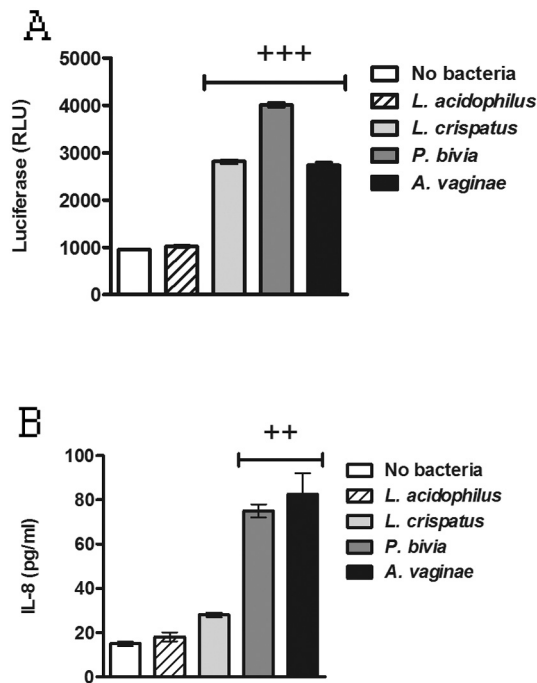 A
+++
5000
4000
3000
2000
1000
0
Luciferase (RLU)
No bacteria
L. acidophilus
L. crispatus
P. bivia
A. vaginae
B
++
100
80
60
40
20
0
IL-8 (pg/ml)
No bacteria
L. acidophilus
L. crispatus
P. bivia
A. vaginae